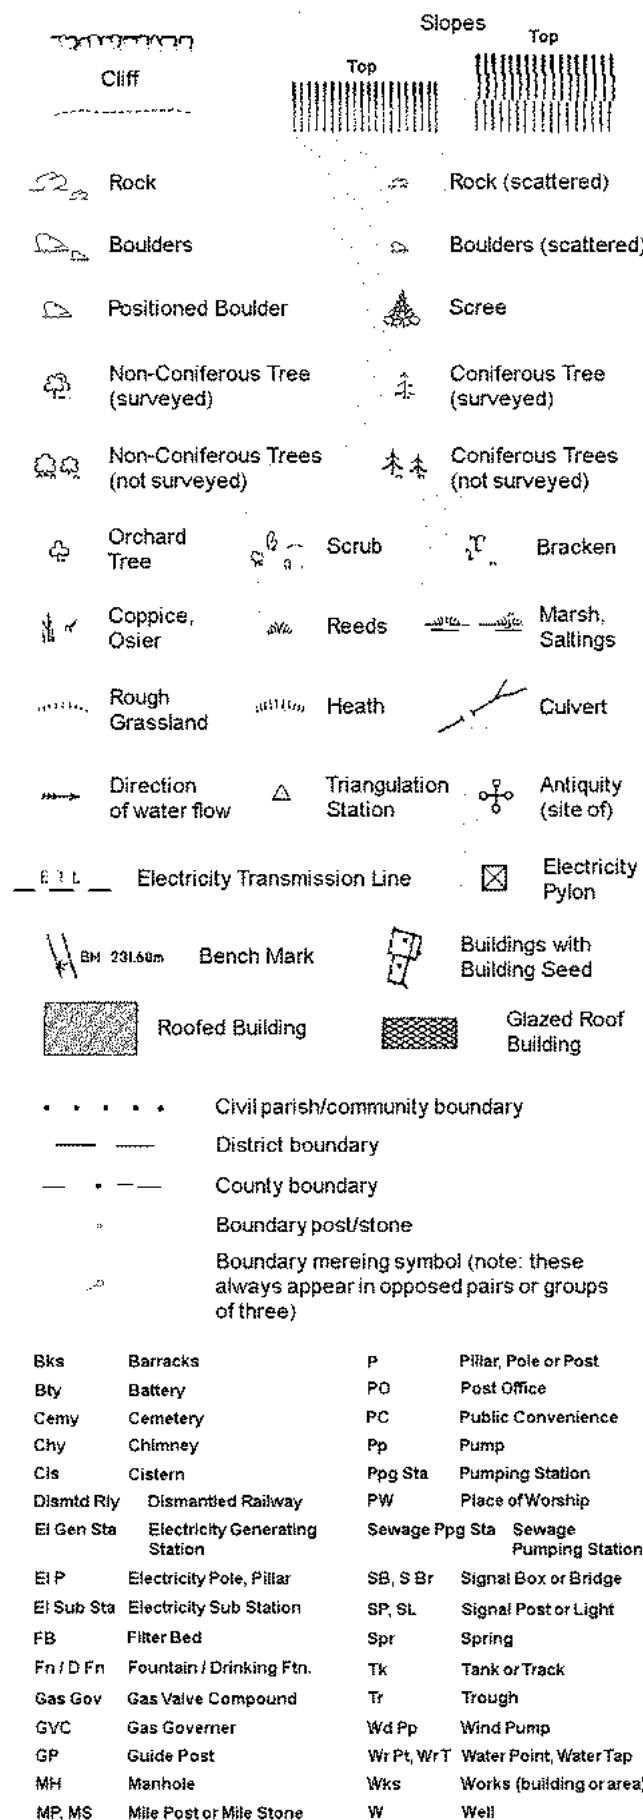 Slopes
Top
Top
Cliff
Rock
Rock (scattered)
Boulders
Boulders (scattered)
Positioned Boulder
Scree
Non-Coniferous Tree
(surveyed)
Coniferous Tree
(surveyed)
Non-Coniferous Trees
(not surveyed)
Coniferous Trees
(not surveyed)
Orchard
Tree
Scrub
Bracken
Coppice,
Osier
Reeds
Marsh,
Saltings
Rough
Grassland
Heath
Culvert
Direction
of water flow
Triangulation
Station
Antiquity
(site of)
E T L
Electricity Transmission Line
Electricity
Pylon
BM 231.60m
Bench Mark
Buildings with
Building Seed
Roofed Building
Glazed Roof
Building
Civil parish/community boundary
District boundary
County boundary
Boundary post/stone
Boundary mereing symbol (note: these
always appear in opposed pairs or groups
of three)
Bks Barracks
P Pillar, Pole or Post
Bty Battery
PO Post Office
Cemy Cemetery
PC Public Convenience
Chy Chimney
Pp Pump
Cis Cistern
Ppg Sta Pumping Station
Dismtd Rly Dismantled Railway
PW Place of Worship
El Gen Sta Electricity Generating
Station
Sewage Ppg Sta Sewage
Pumping Station
El P Electricity Pole, Pillar
SB, S Br Signal Box or Bridge
El Sub Sta Electricity Sub Station
SP, SL Signal Post or Light
FB Filter Bed
Spr Spring
Fn / D Fn Fountain / Drinking Ftn.
Tk Tank or Track
Gas Gov Gas Valve Compound
Tr Trough
GVC Gas Governer
Wd Pp Wind Pump
GP Guide Post
Wr Pt, Wr T Water Point, Water Tap
MH Manhole
Wks Works (building or area)
MP, MS Mile Post or Mile Stone
W Well